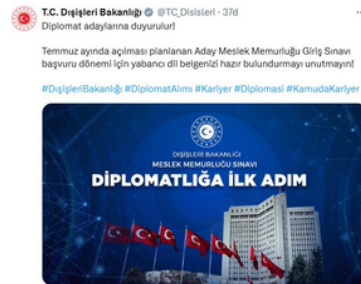 T.C. Dışişleri Bakanlığı @TC_Disisleri · 37d
Diplomat adaylarına duyurulur!
Temmuz ayında açılması planlanan Aday Meslek Memurluğu Giriş Sınavı
başvuru dönemi için yabancı dil belgenizi hazır bulundurmayı unutmayın!
#DışişleriBakanlığı #DiplomatAlımı #Kariyer #Diplomasi #KamudaKariyer
DIŞİŞLERİ BAKANLIĞI
MESLEK MEMURLUĞU SINAVI
DİPLOMATLIĞA İLK ADIM